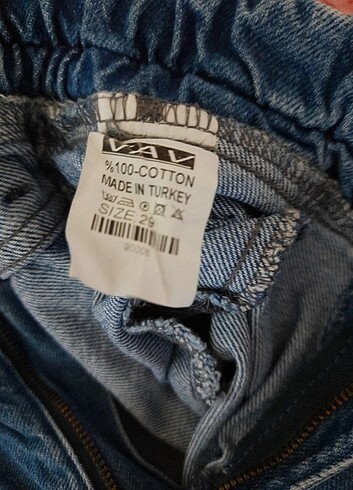 VAV
%100-COTTON
MADE IN TURKEY
SIZE:29